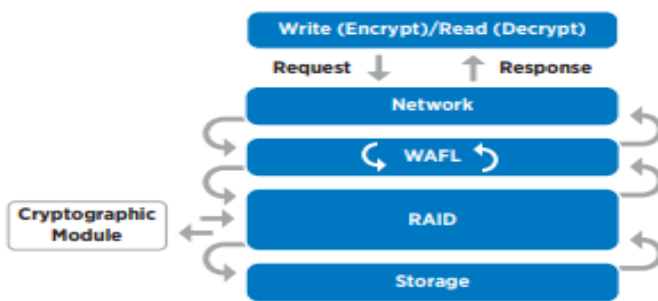 Write (Encrypt)/Read (Decrypt)
Request
Response
Network
WAFL
Cryptographic
Module
RAID
Storage